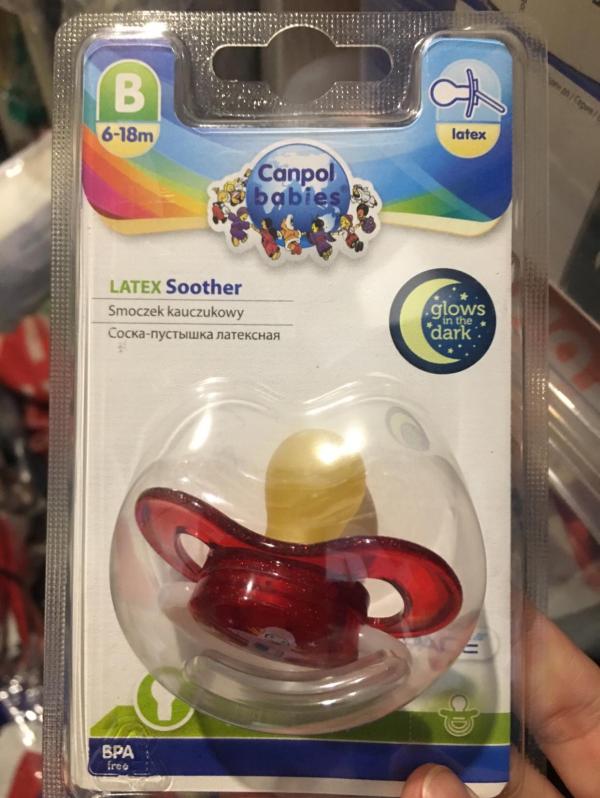 B
6-18m
latex
Canpol
babies
LATEX Soother
Smoczek kauczukowy
Соска-пустышка латексная
glows
in the
dark
BPA
free